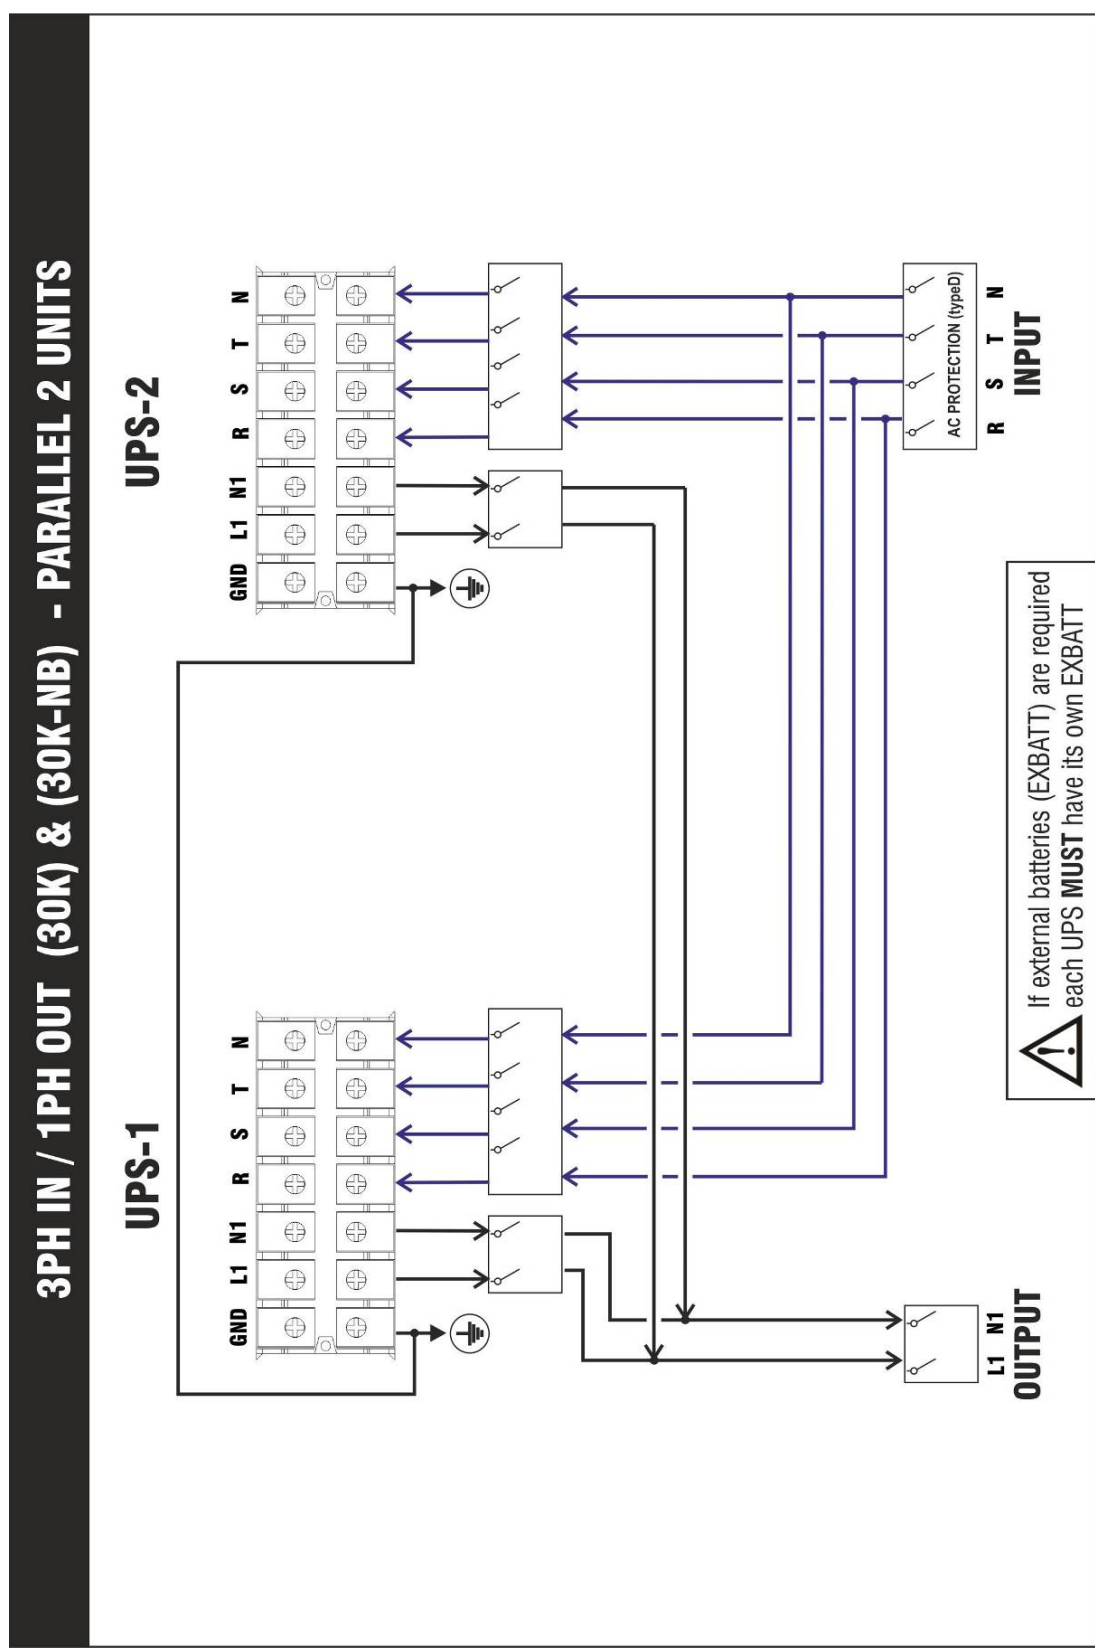 3PH IN / 1PH OUT (30K) & (30K-NB) - PARALLEL 2 UNITS
UPS-1
UPS-2
GND L1 N1 R S T N
GND L1 N1 R S T N
AC PROTECTION (typeD)
L1 N1
OUTPUT
R S T N
INPUT
If external batteries (EXBATT) are required
each UPS MUST have its own EXBATT